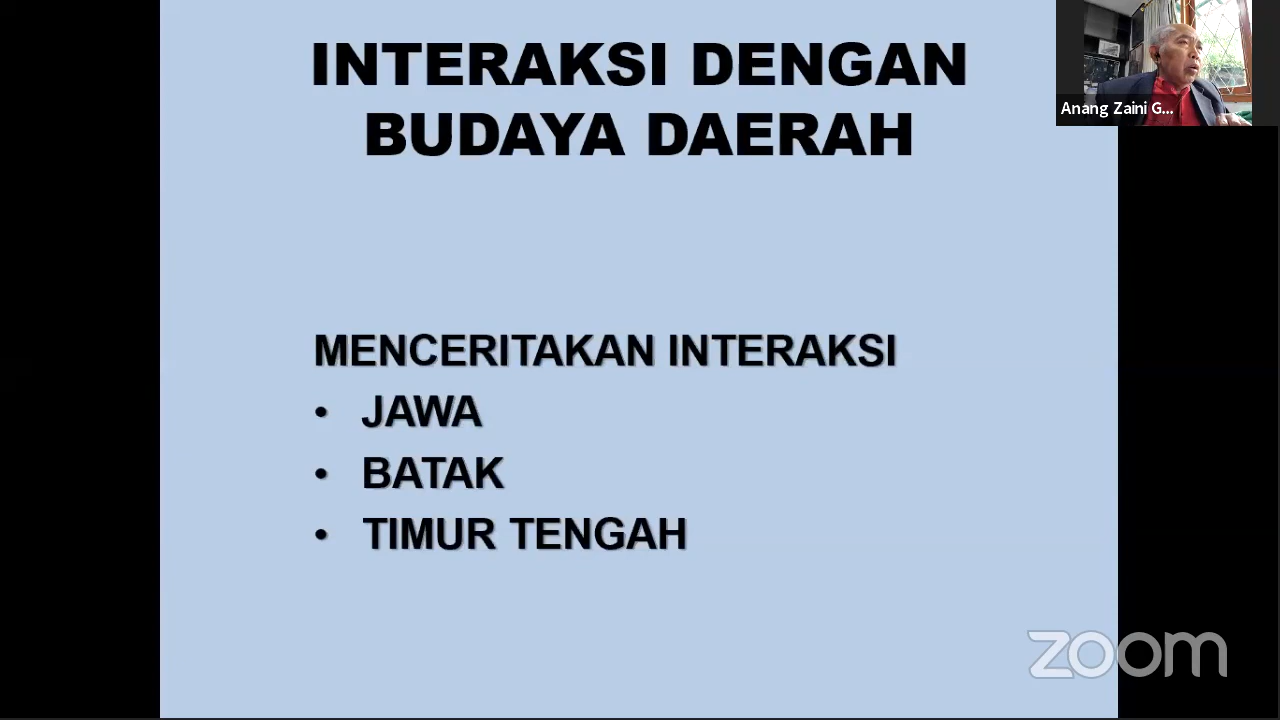 INTERAKSI DENGAN
BUDAYA DAERAH
Anang Zaini G...
MENCERITAKAN INTERAKSI
• JAWA
• BATAK
• TIMUR TENGAH
zoom